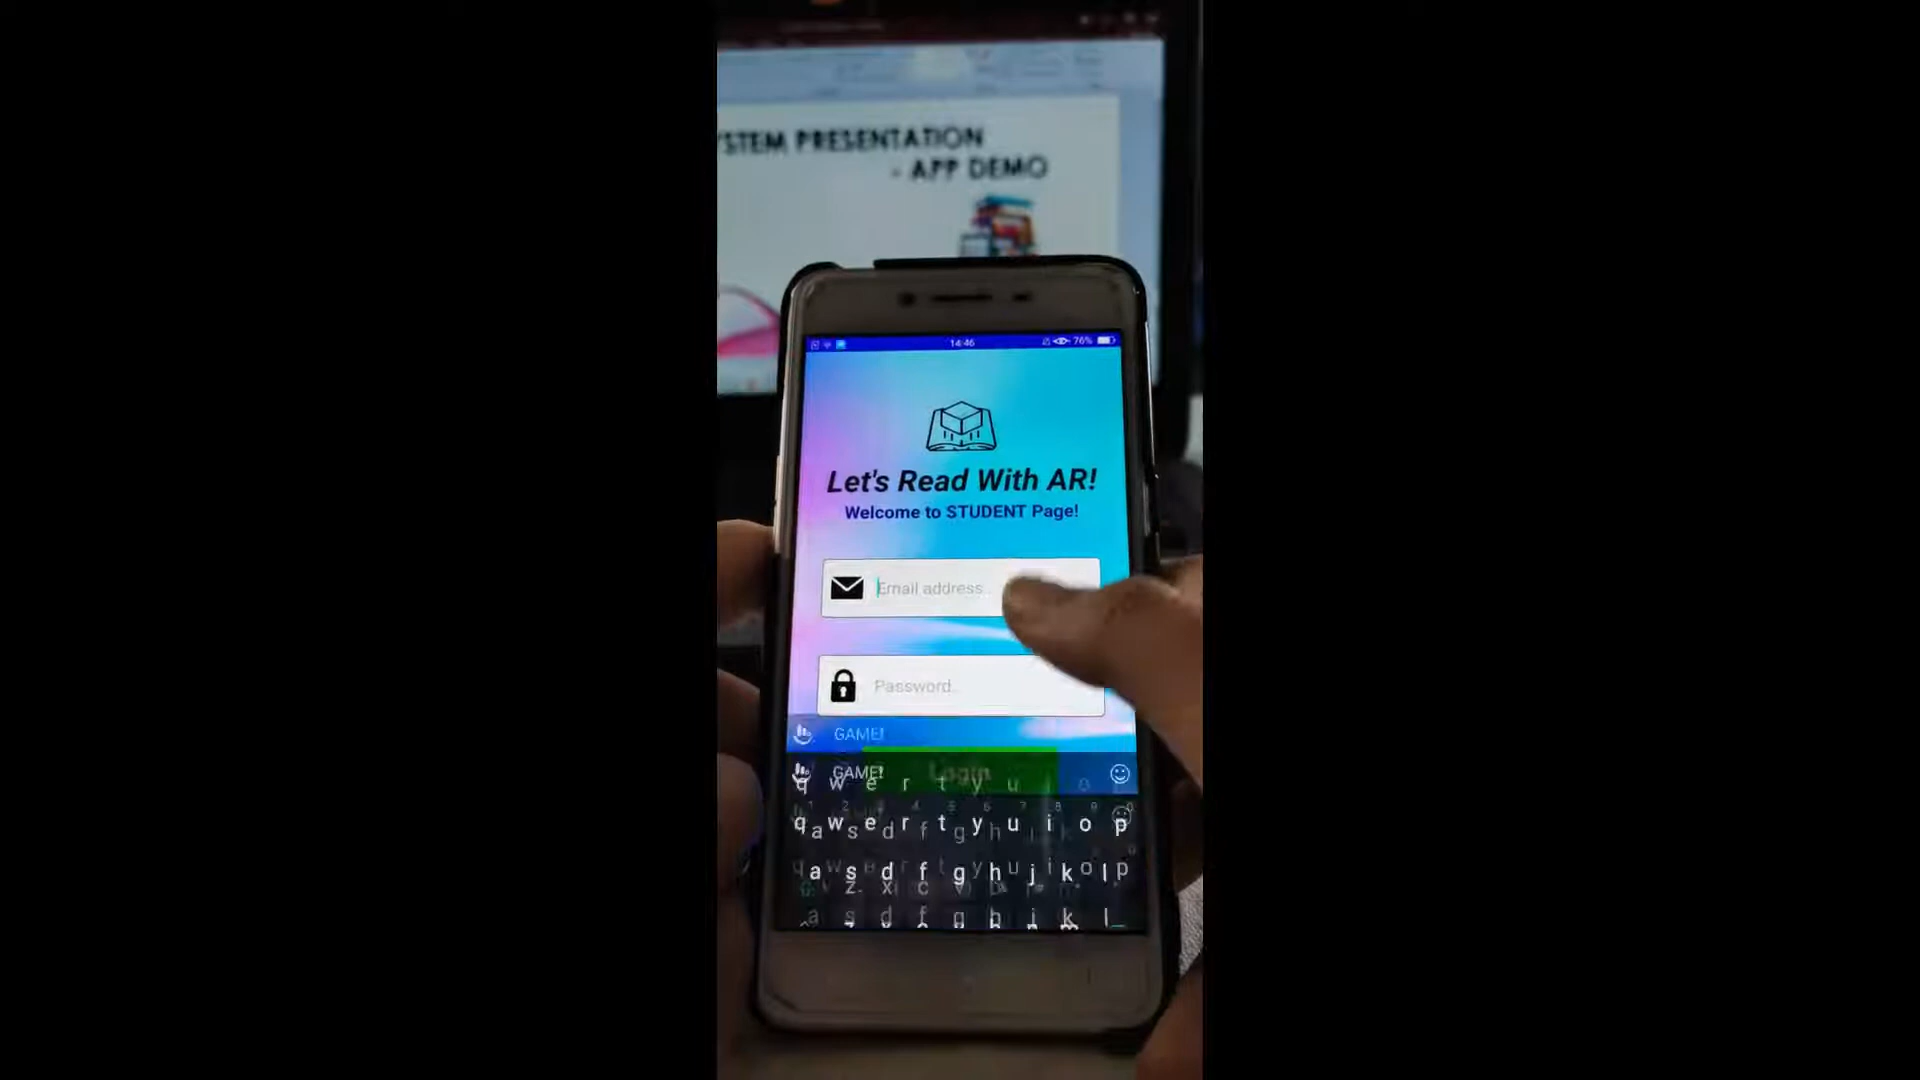 STEM PRESENTATION
- APP DEMO
14:46
76%
Let's Read With AR!
Welcome to STUDENT Page!
Email address..
Password..
GAME!
GAME!
Login
q w e r t y u i o p
a s d f g h j k l